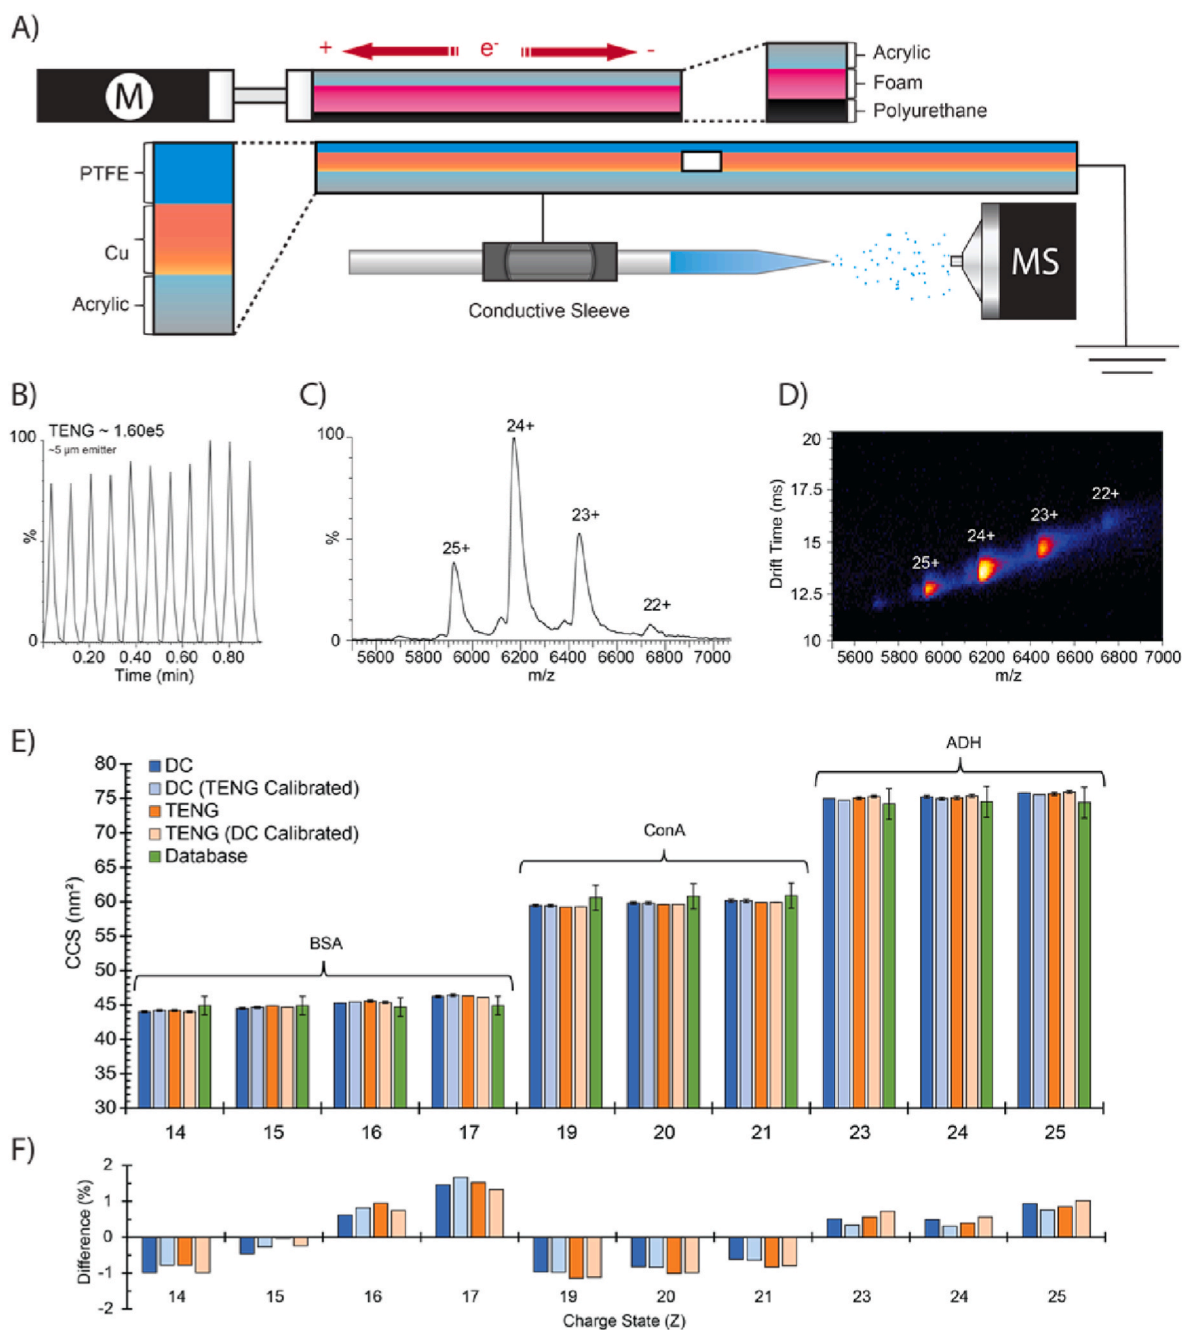 A)
+ e⁻ -
M
Acrylic
Foam
Polyurethane
PTFE
Cu
Acrylic
Conductive Sleeve
MS
B)
TENG ~ 1.60e5
~5 µm emitter
100
%
0
0.20 0.40 0.60 0.80
Time (min)
C)
100
%
0
24+
23+
25+
22+
5600 5800 6000 6200 6400 6600 6800 7000
m/z
D)
20
17.5
15
12.5
10
Drift Time (ms)
22+
23+
24+
25+
5600 5800 6000 6200 6400 6600 6800 7000
m/z
E)
80
75
70
65
60
55
50
45
40
35
30
CCS (nm²)
DC
DC (TENG Calibrated)
TENG
TENG (DC Calibrated)
Database
BSA
ConA
ADH
14 15 16 17 19 20 21 23 24 25
F)
2
1
0
-1
-2
Difference (%)
14 15 16 17 19 20 21 23 24 25
Charge State (Z)